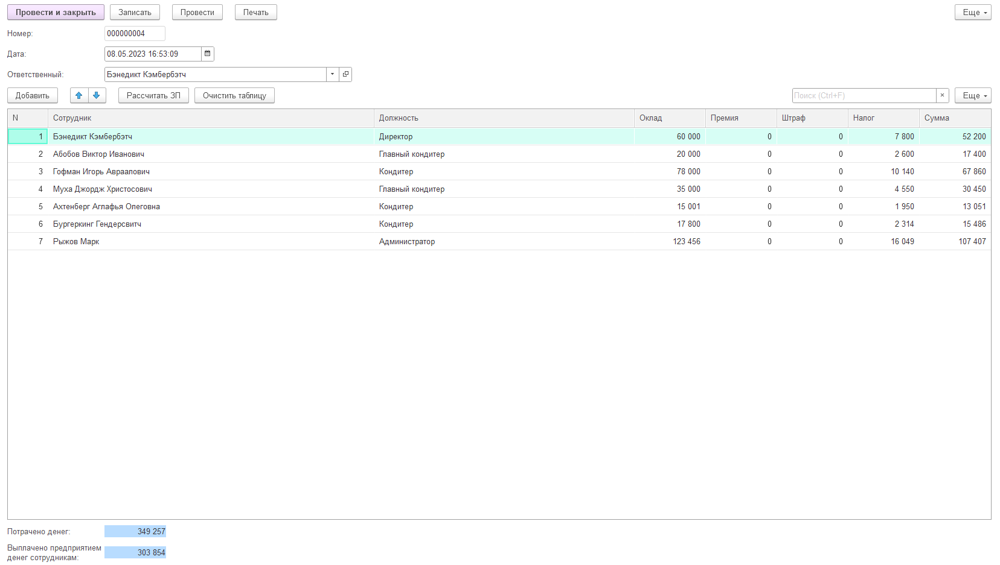 Провести и закрыть Записать Провести Печать Еще
Номер: 000000004
Дата: 08.05.2023 16:53:09
Ответственный: Бэнедикт Кэмбербэтч
Добавить Рассчитать ЗП Очистить таблицу Поиск (Ctrl+F) × Еще
N Сотрудник Должность Оклад Премия Штраф Налог Сумма
1 Бэнедикт Кэмбербэтч Директор 60 000 0 0 7 800 52 200
2 Абобов Виктор Иванович Главный кондитер 20 000 0 0 2 600 17 400
3 Гофман Игорь Авраалович Кондитер 78 000 0 0 10 140 67 860
4 Муха Джордж Христосович Главный кондитер 35 000 0 0 4 550 30 450
5 Ахтенберг Аглафья Олеговна Кондитер 15 001 0 0 1 950 13 051
6 Бургеркинг Гендерсвитч Кондитер 17 800 0 0 2 314 15 486
7 Рыжов Марк Администратор 123 456 0 0 16 049 107 407
Потрачено денег: 349 257
Выплачено предприятием
денег сотрудникам: 303 854